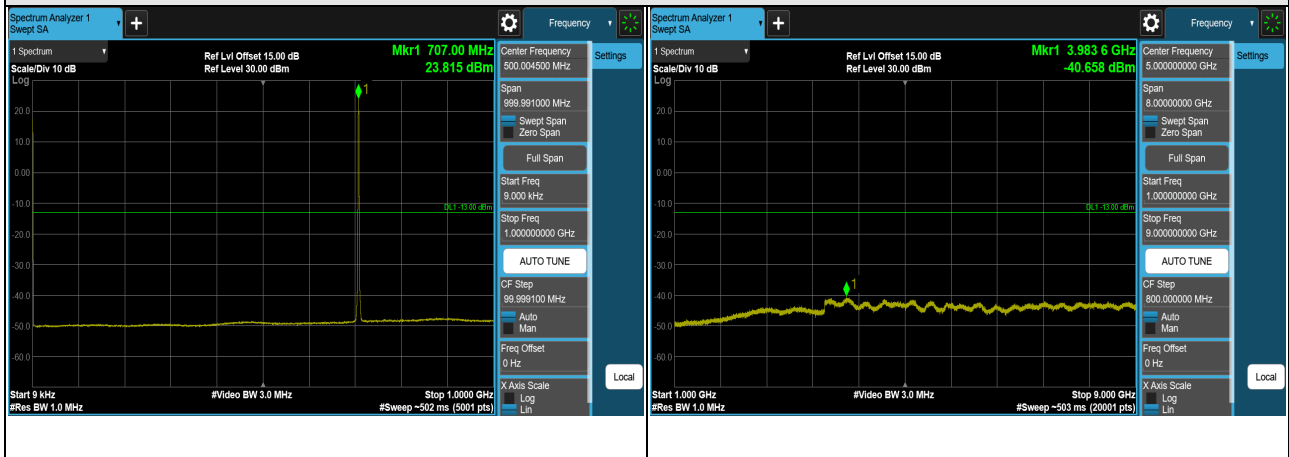 Spectrum Analyzer 1
Swept SA
+
Frequency
1 Spectrum
Scale/Div 10 dB
Log
Ref Lvl Offset 15.00 dB
Ref Level 30.00 dBm
Mkr1 707.00 MHz
23.815 dBm
1
20.0
10.0
0.00
-10.0
-20.0
-30.0
-40.0
-50.0
-60.0
DL1 -13.00 dBm
Start 9 kHz
#Res BW 1.0 MHz
#Video BW 3.0 MHz
Stop 1.0000 GHz
#Sweep ~502 ms (5001 pts)
Center Frequency
500.004500 MHz
Settings
Span
999.991000 MHz
Swept Span
Zero Span
Full Span
Start Freq
9.000 kHz
Stop Freq
1.000000000 GHz
AUTO TUNE
CF Step
99.999100 MHz
Auto
Man
Freq Offset
0 Hz
X Axis Scale
Log
Lin
Local
Spectrum Analyzer 1
Swept SA
+
Frequency
1 Spectrum
Scale/Div 10 dB
Log
Ref Lvl Offset 15.00 dB
Ref Level 30.00 dBm
Mkr1 3.983 6 GHz
-40.658 dBm
1
20.0
10.0
0.00
-10.0
-20.0
-30.0
-40.0
-50.0
-60.0
DL1 -13.00 dBm
Start 1.000 GHz
#Res BW 1.0 MHz
#Video BW 3.0 MHz
Stop 9.000 GHz
#Sweep ~503 ms (20001 pts)
Center Frequency
5.000000000 GHz
Settings
Span
8.00000000 GHz
Swept Span
Zero Span
Full Span
Start Freq
1.000000000 GHz
Stop Freq
9.000000000 GHz
AUTO TUNE
CF Step
800.000000 MHz
Auto
Man
Freq Offset
0 Hz
X Axis Scale
Log
Lin
Local